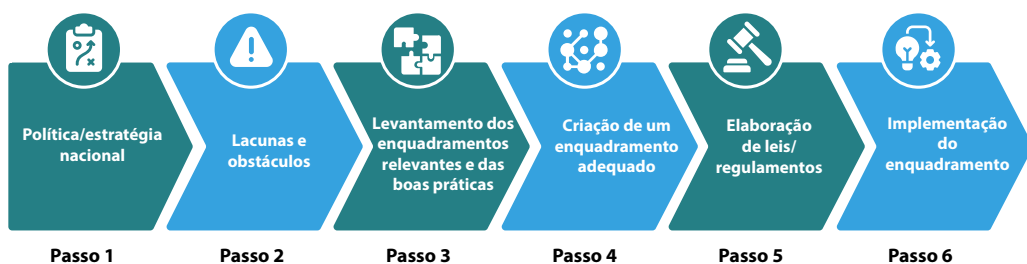 Política/estratégia
nacional
Lacunas e
obstáculos
Levantamento dos
enquadramentos
relevantes e das
boas práticas
Criação de um
enquadramento
adequado
Elaboração
de leis/
regulamentos
Implementação
do
enquadramento
Passo 1
Passo 2
Passo 3
Passo 4
Passo 5
Passo 6